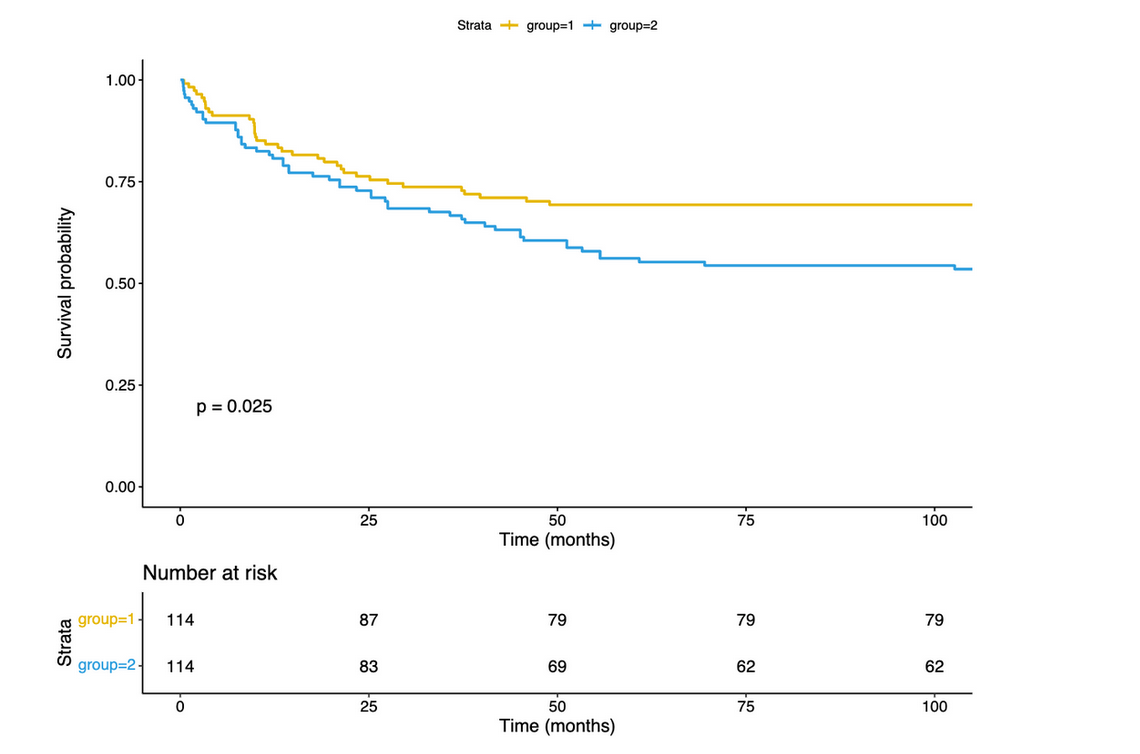 Strata group=1 group=2
1.00
0.75
0.50
0.25
0.00
Survival probability
p = 0.025
0 25 50 75 100
Time (months)
Number at risk
Strata
group=1 114 87 79 79 79
group=2 114 83 69 62 62
0 25 50 75 100
Time (months)